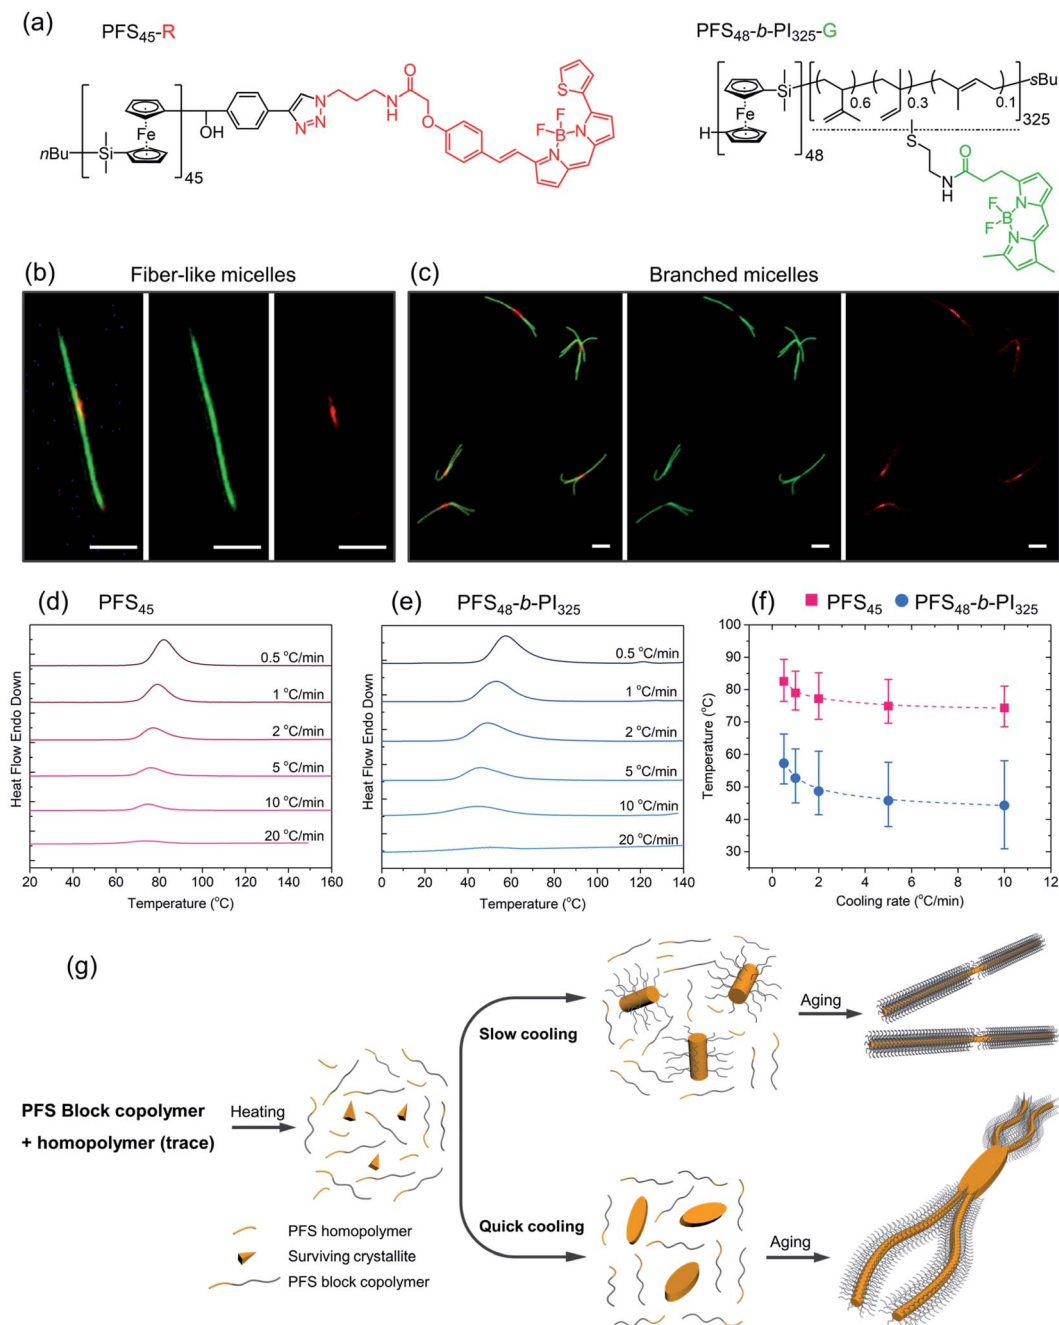 (a)
PFS45-R
PFS48-b-PI325-G
nBu
Si
Fe
45
OH
N
N
N
NH
O
O
S
F
F
B
N
N
H
Fe
Si
48
0.6
0.3
0.1
325
sBu
S
N
H
O
F
F
B
N
N
(b)
Fiber-like micelles
(c)
Branched micelles
(d)
PFS45
Heat Flow Endo Down
0.5 °C/min
1 °C/min
2 °C/min
5 °C/min
10 °C/min
20 °C/min
20 40 60 80 100 120 140 160
Temperature (°C)
(e)
PFS48-b-PI325
Heat Flow Endo Down
0.5 °C/min
1 °C/min
2 °C/min
5 °C/min
10 °C/min
20 °C/min
0 20 40 60 80 100 120 140
Temperature (°C)
(f)
PFS45 PFS48-b-PI325
Temperature (°C)
100
90
80
70
60
50
40
30
0 2 4 6 8 10 12
Cooling rate (°C/min)
(g)
PFS Block copolymer
+ homopolymer (trace)
Heating
Slow cooling
Aging
Quick cooling
Aging
PFS homopolymer
Surviving crystallite
PFS block copolymer